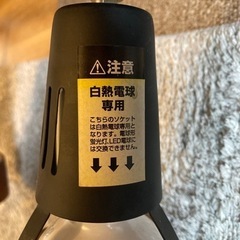 ⚠注意
白熱電球
専用
こちらのソケット
は白熱電球専用と
なります。電球形
蛍光灯、LED電球に
は交換できません。
↓↓↓